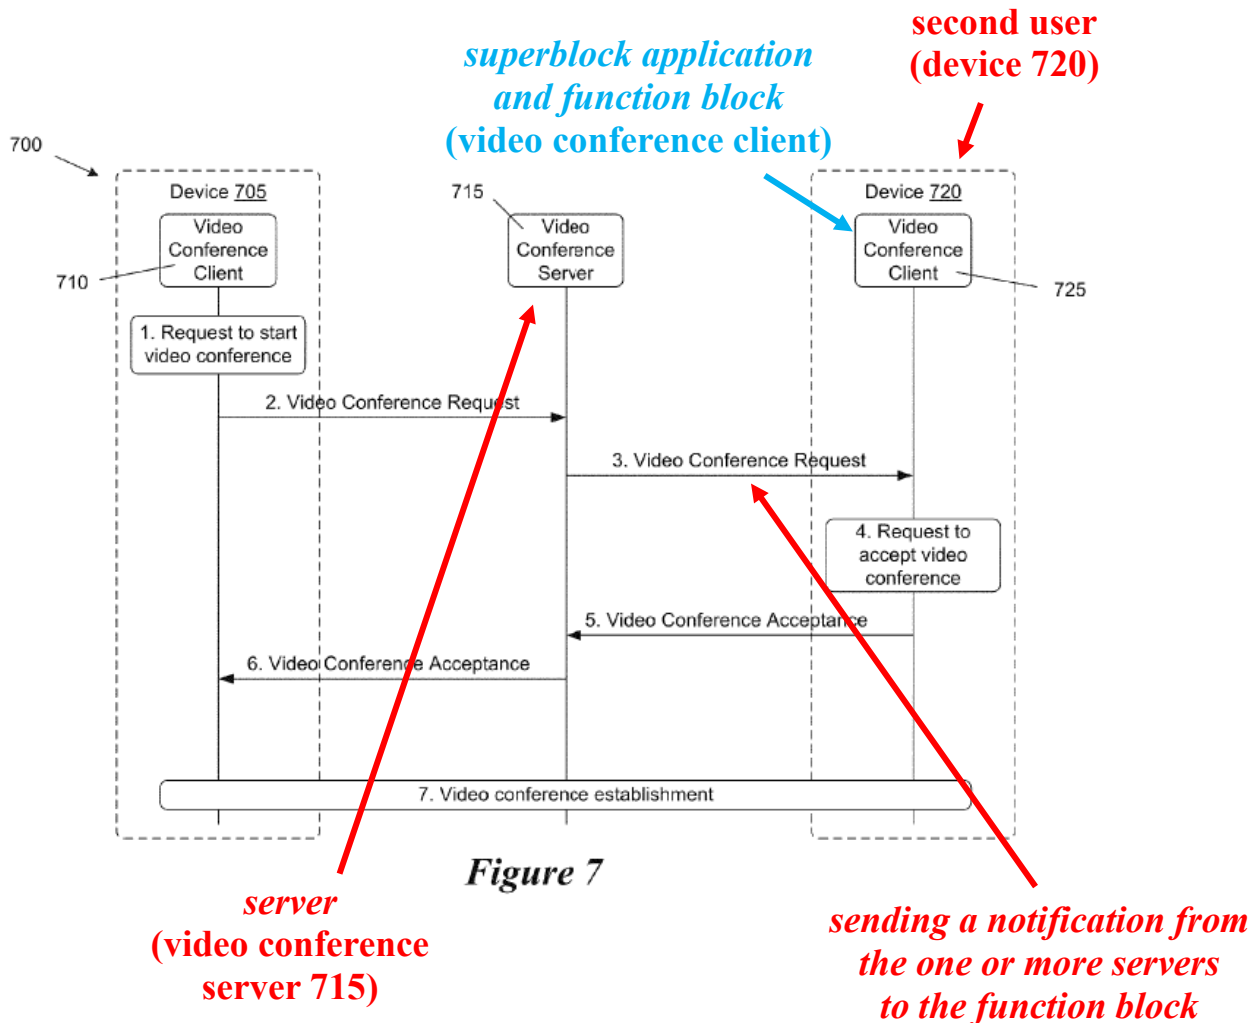 second user
(device 720)
superblock application
and function block
(video conference client)
700
Device 705
715
Device 720
Video
Conference
Client
710
Video
Conference
Server
Video
Conference
Client
725
1. Request to start
video conference
2. Video Conference Request
3. Video Conference Request
4. Request to
accept video
conference
5. Video Conference Acceptance
6. Video Conference Acceptance
7. Video conference establishment
Figure 7
server
(video conference
server 715)
sending a notification from
the one or more servers
to the function block